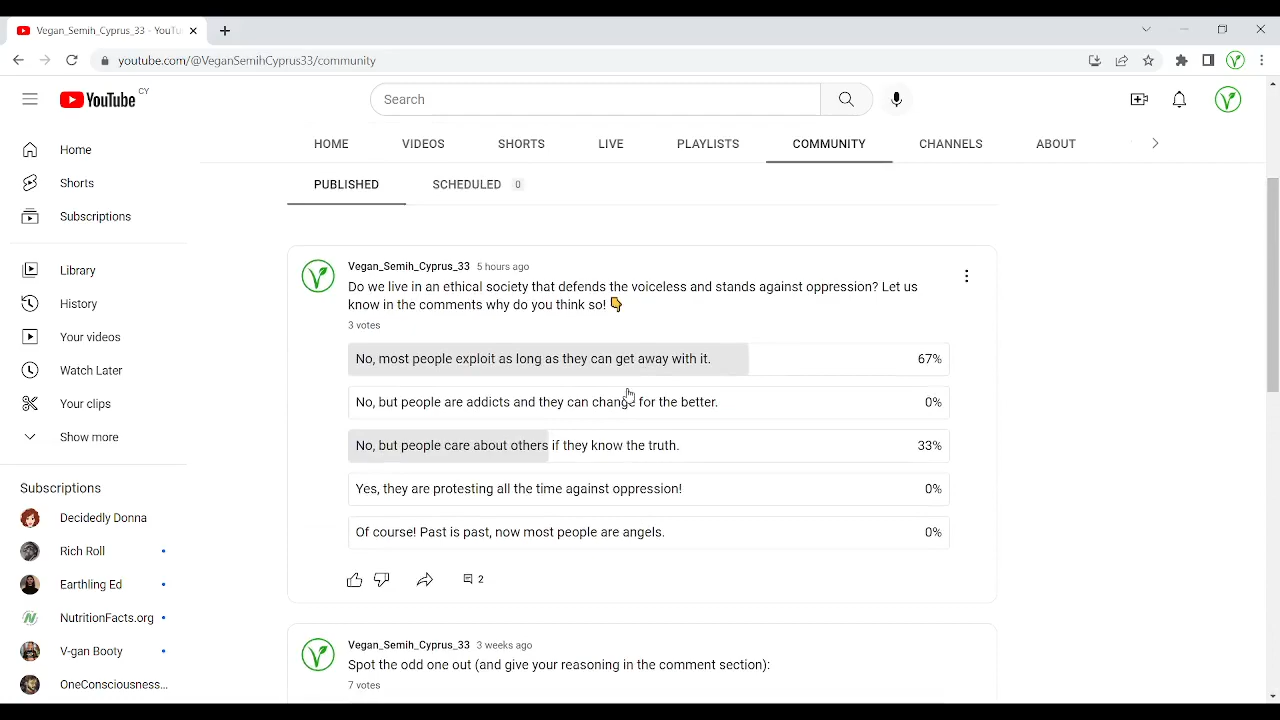 Vegan_Semih_Cyprus_33 - YouTu
youtube.com/@VeganSemihCyprus33/community
YouTube CY
Search
HOME VIDEOS SHORTS LIVE PLAYLISTS COMMUNITY CHANNELS ABOUT
PUBLISHED SCHEDULED 0
Home
Shorts
Subscriptions
Library
History
Your videos
Watch Later
Your clips
Show more
Subscriptions
Decidedly Donna
Rich Roll
Earthling Ed
NutritionFacts.org
V-gan Booty
OneConsciousness...
Vegan_Semih_Cyprus_33 5 hours ago
Do we live in an ethical society that defends the voiceless and stands against oppression? Let us
know in the comments why do you think so! 👇
3 votes
No, most people exploit as long as they can get away with it. 67%
No, but people are addicts and they can change for the better. 0%
No, but people care about others if they know the truth. 33%
Yes, they are protesting all the time against oppression! 0%
Of course! Past is past, now most people are angels. 0%
2
Vegan_Semih_Cyprus_33 3 weeks ago
Spot the odd one out (and give your reasoning in the comment section):
7 votes